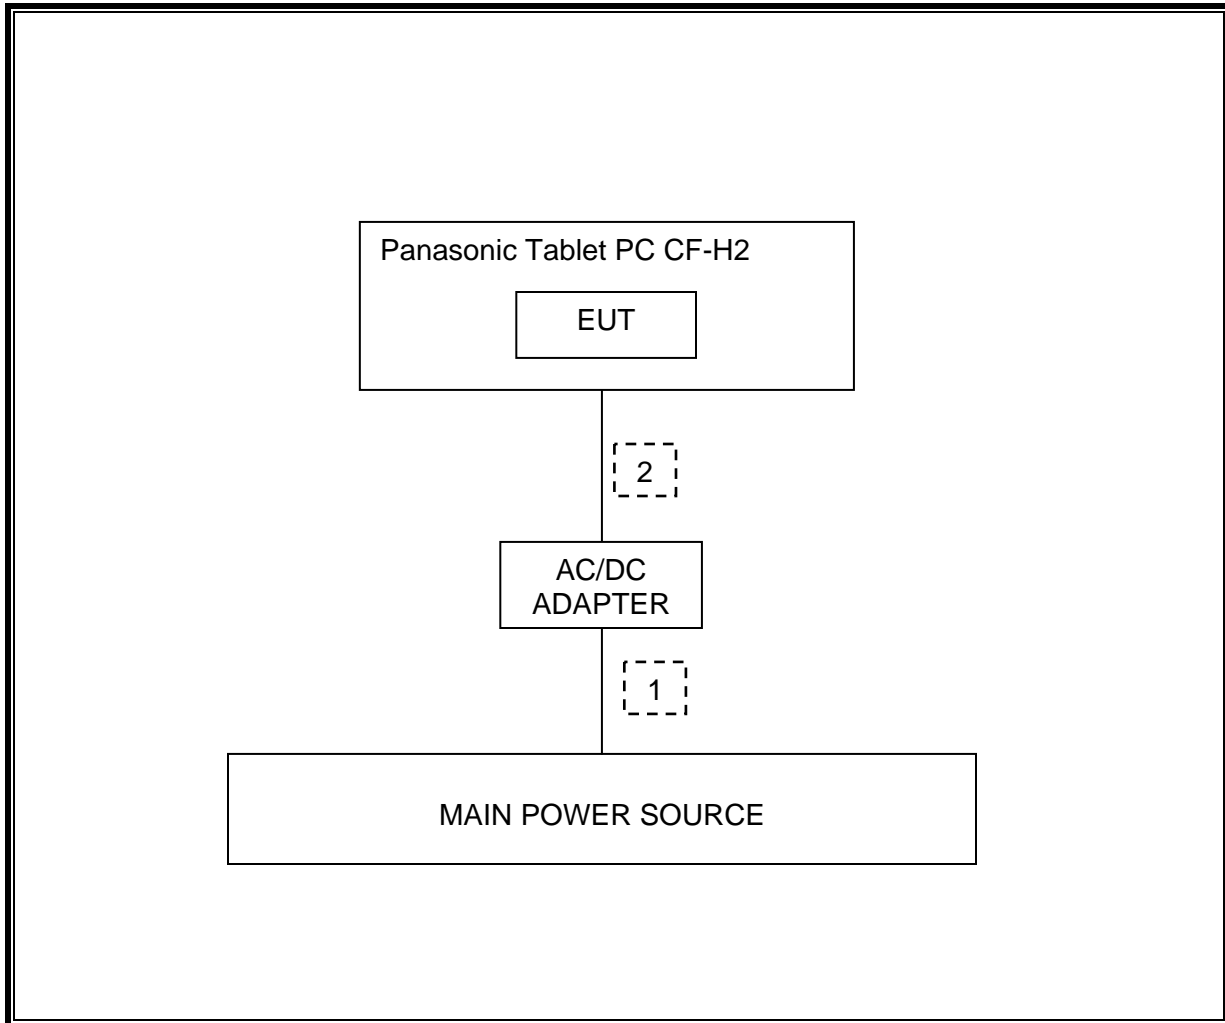 Panasonic Tablet PC CF-H2
EUT
2
AC/DC
ADAPTER
1
MAIN POWER SOURCE